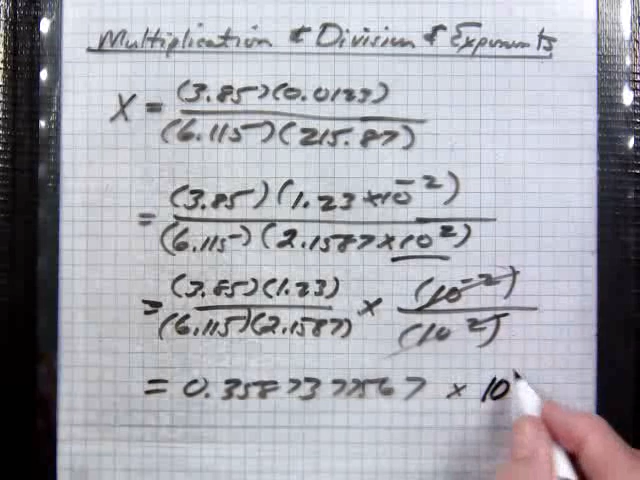 Multiplication & Division & Exponents
X = (3.85)(0.0123) / (6.115)(215.87)
= (3.85)(1.23 x 10^-2) / (6.115)(2.1587 x 10^2)
= (3.85)(1.23) / (6.115)(2.1587) x (10^-2) / (10^2)
= 0.3587377567 x 10